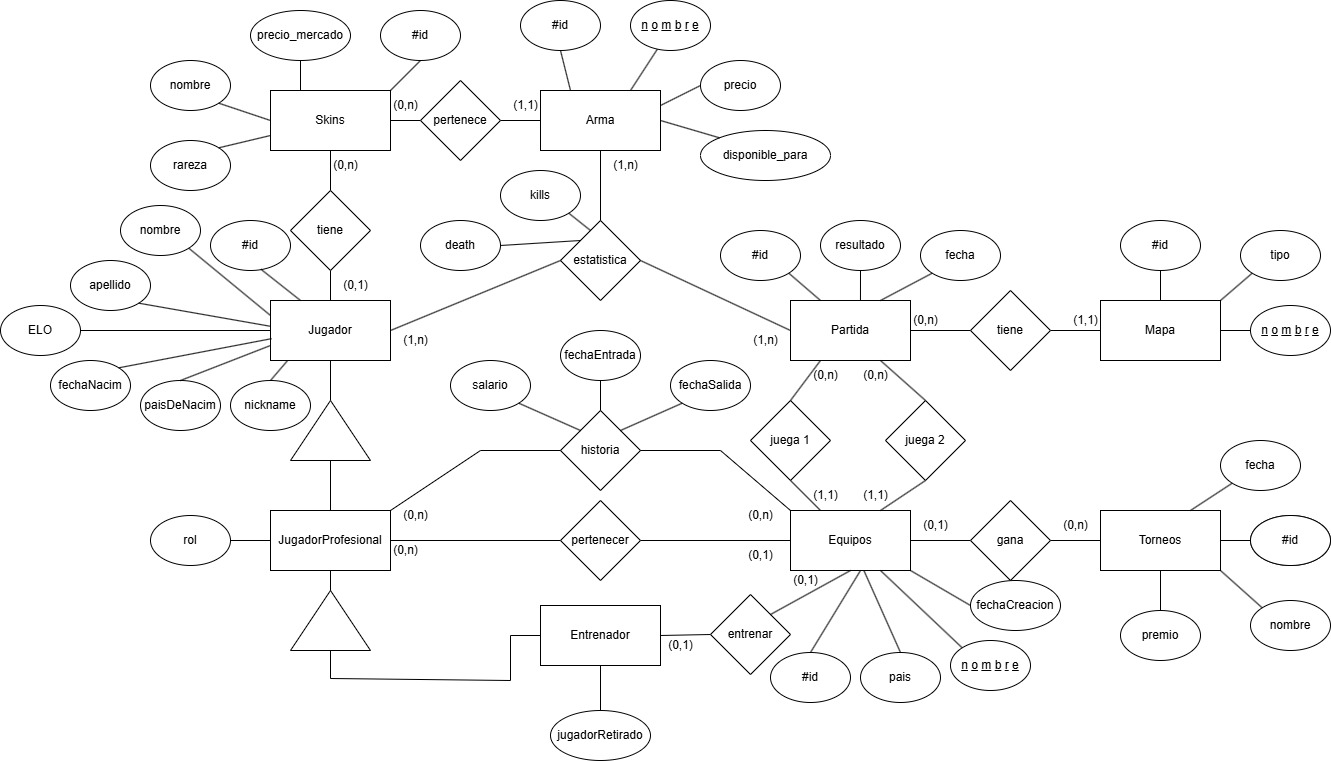 precio_mercado
#id
#id
nombre
nombre
precio
Skins
(0,n)
pertenece
(1,1)
Arma
rareza
(0,n)
(1,n)
disponible_para
kills
nombre
#id
tiene
death
estatistica
#id
resultado
fecha
#id
tipo
apellido
(0,1)
ELO
Jugador
(1,n)
(1,n)
Partida
(0,n)
tiene
(1,1)
Mapa
nombre
fechaNacim
paisDeNacim
nickname
salario
fechaEntrada
fechaSalida
(0,n)
(0,n)
historia
juega 1
juega 2
fecha
(0,n)
(0,n)
(1,1)
(1,1)
rol
JugadorProfesional
(0,n)
pertenecer
(0,1)
Equipos
(0,1)
gana
(0,n)
Torneos
#id
(0,1)
fechaCreacion
Entrenador
(0,1)
entrenar
premio
nombre
#id
pais
nombre
jugadorRetirado